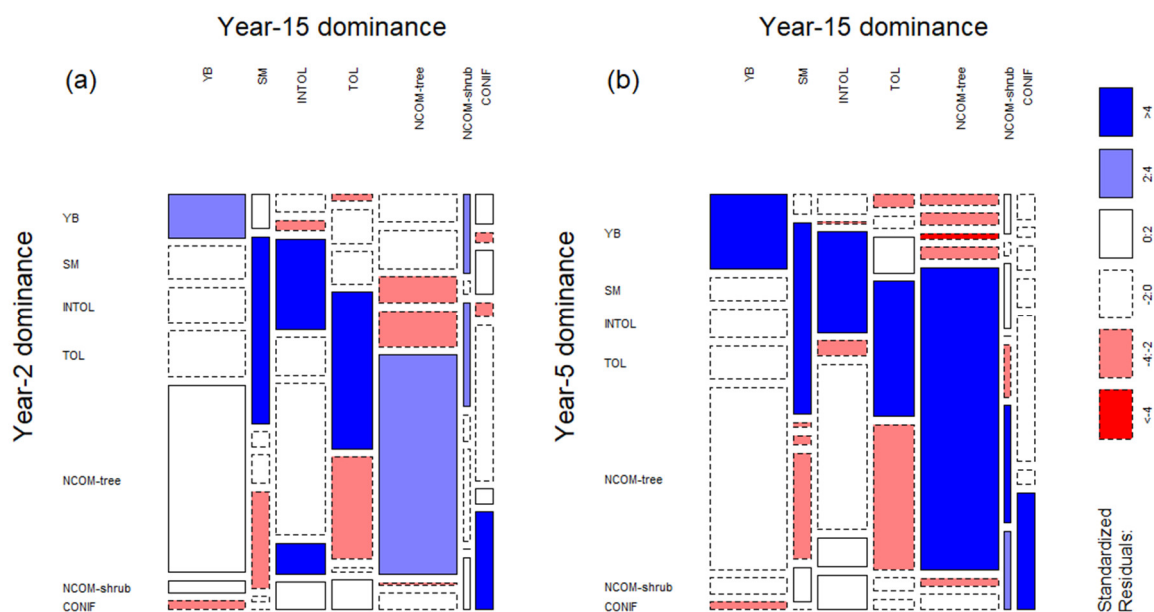 Year-15 dominance
Year-15 dominance
(a)
YB
SM
INTOL
TOL
NCOM-tree
NCOM-shrub
CONIF
(b)
YB
SM
INTOL
TOL
NCOM-tree
NCOM-shrub
CONIF
Year-2 dominance
YB
SM
INTOL
TOL
NCOM-tree
NCOM-shrub
CONIF
Year-5 dominance
YB
SM
INTOL
TOL
NCOM-tree
NCOM-shrub
CONIF
>4
2:4
0:2
-2:0
-4:-2
<-4
Standardized
Residuals: